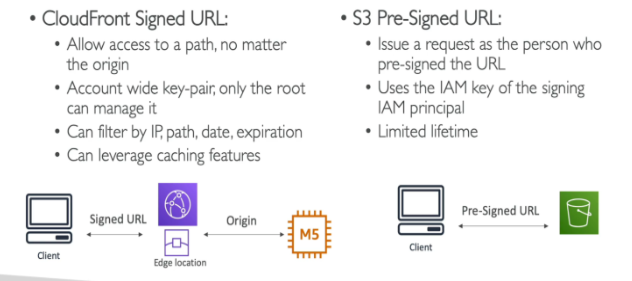 • CloudFront Signed URL:
• Allow access to a path, no matter
the origin
• Account wide key-pair, only the root
can manage it
• Can filter by IP, path, date, expiration
• Can leverage caching features
• S3 Pre-Signed URL:
• Issue a request as the person who
pre-signed the URL
• Uses the IAM key of the signing
IAM principal
• Limited lifetime
Signed URL
Origin
M5
Client
Edge location
Pre-Signed URL
Client